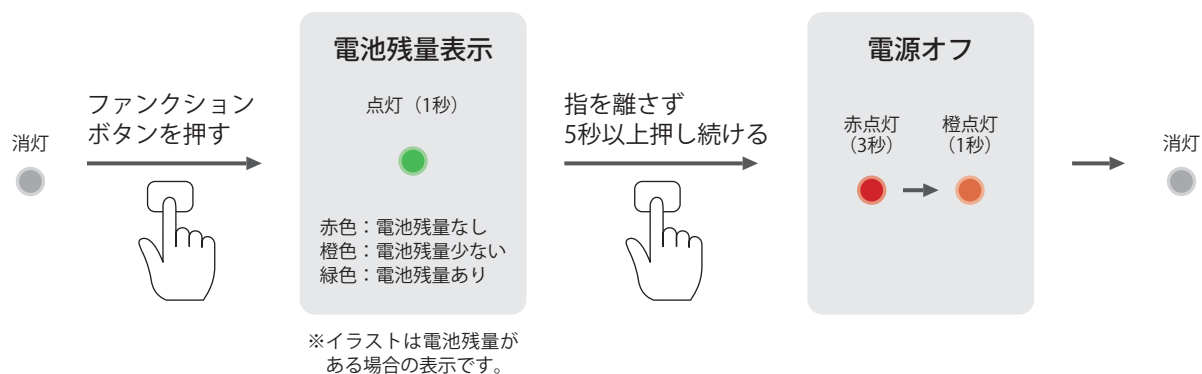 消灯
ファンクション
ボタンを押す
電池残量表示
点灯（1秒）
赤色：電池残量なし
橙色：電池残量少ない
緑色：電池残量あり
※イラストは電池残量が
ある場合の表示です。
指を離さず
5秒以上押し続ける
電源オフ
赤点灯
（3秒）
橙点灯
（1秒）
消灯